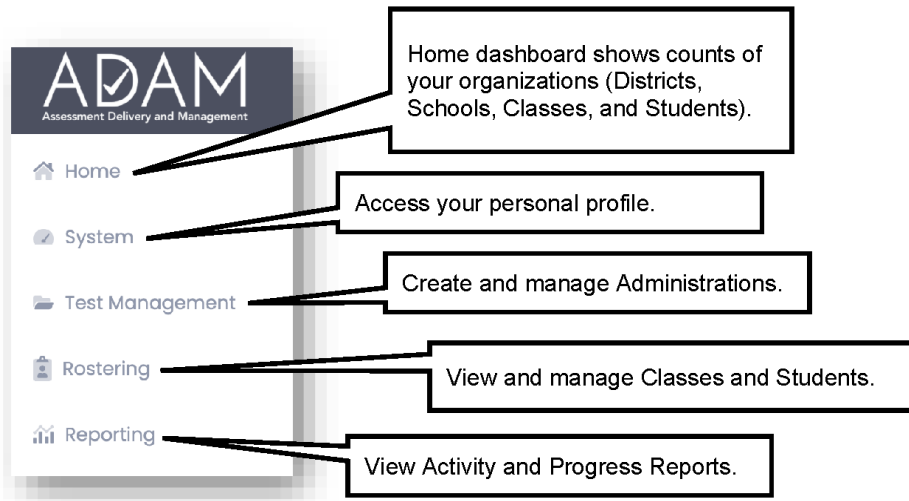 ADAM
Assessment Delivery and Management
Home dashboard shows counts of
your organizations (Districts,
Schools, Classes, and Students).
Home
Access your personal profile.
System
Create and manage Administrations.
Test Management
Rostering
View and manage Classes and Students.
Reporting
View Activity and Progress Reports.